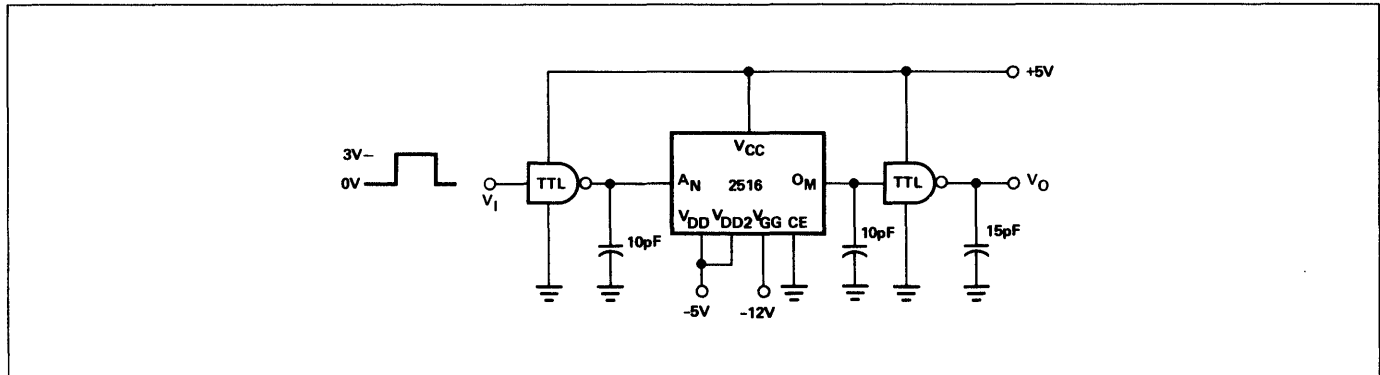 +5V
3V–
0V
VI
TTL
VCC
AN 2516 OM
VDD VDD2 VGG CE
TTL
VO
10pF
10pF
15pF
-5V
-12V